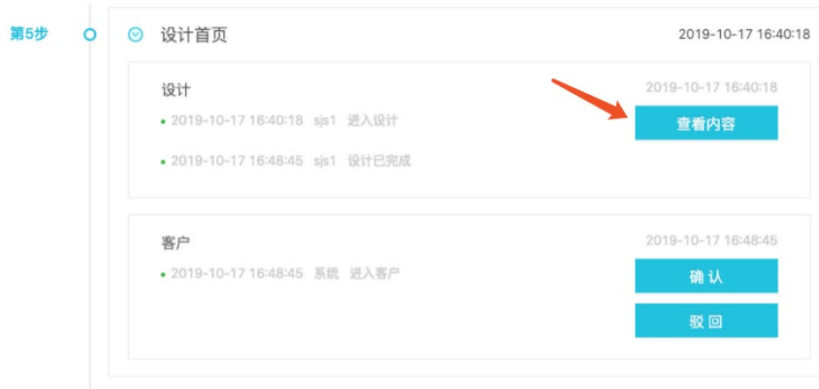 第5步
设计首页 2019-10-17 16:40:18
设计 2019-10-17 16:40:18
2019-10-17 16:40:18 sjs1 进入设计
查看内容
2019-10-17 16:48:45 sjs1 设计已完成
客户 2019-10-17 16:48:45
2019-10-17 16:48:45 系统 进入客户
确认
驳回